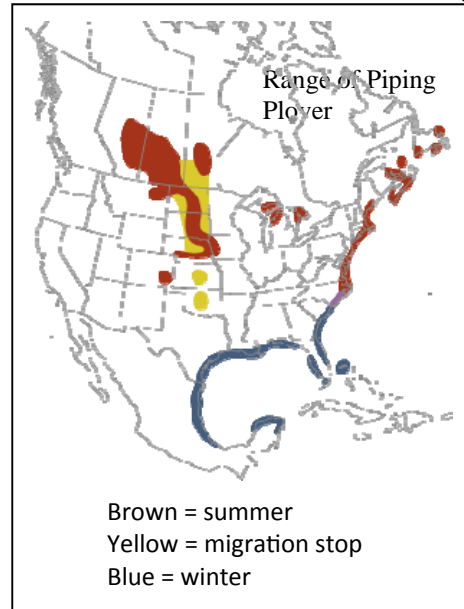 Range of Piping
Plover
Brown = summer
Yellow = migration stop
Blue = winter